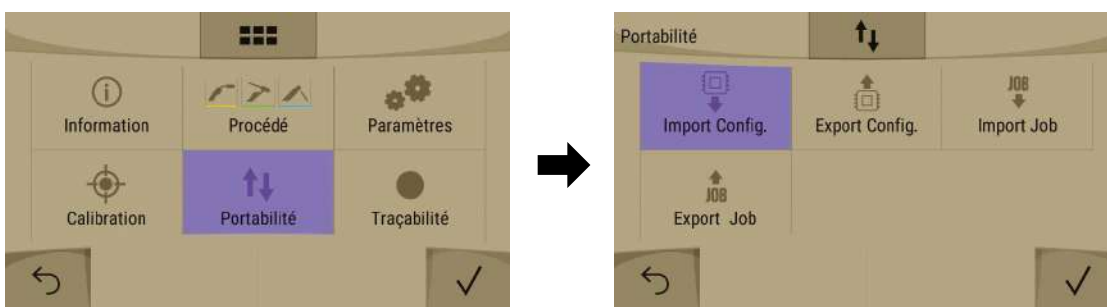 Information
Procédé
Paramètres
Calibration
Portabilité
Traçabilité
Portabilité
Import Config.
Export Config.
JOB
Import Job
JOB
Export Job